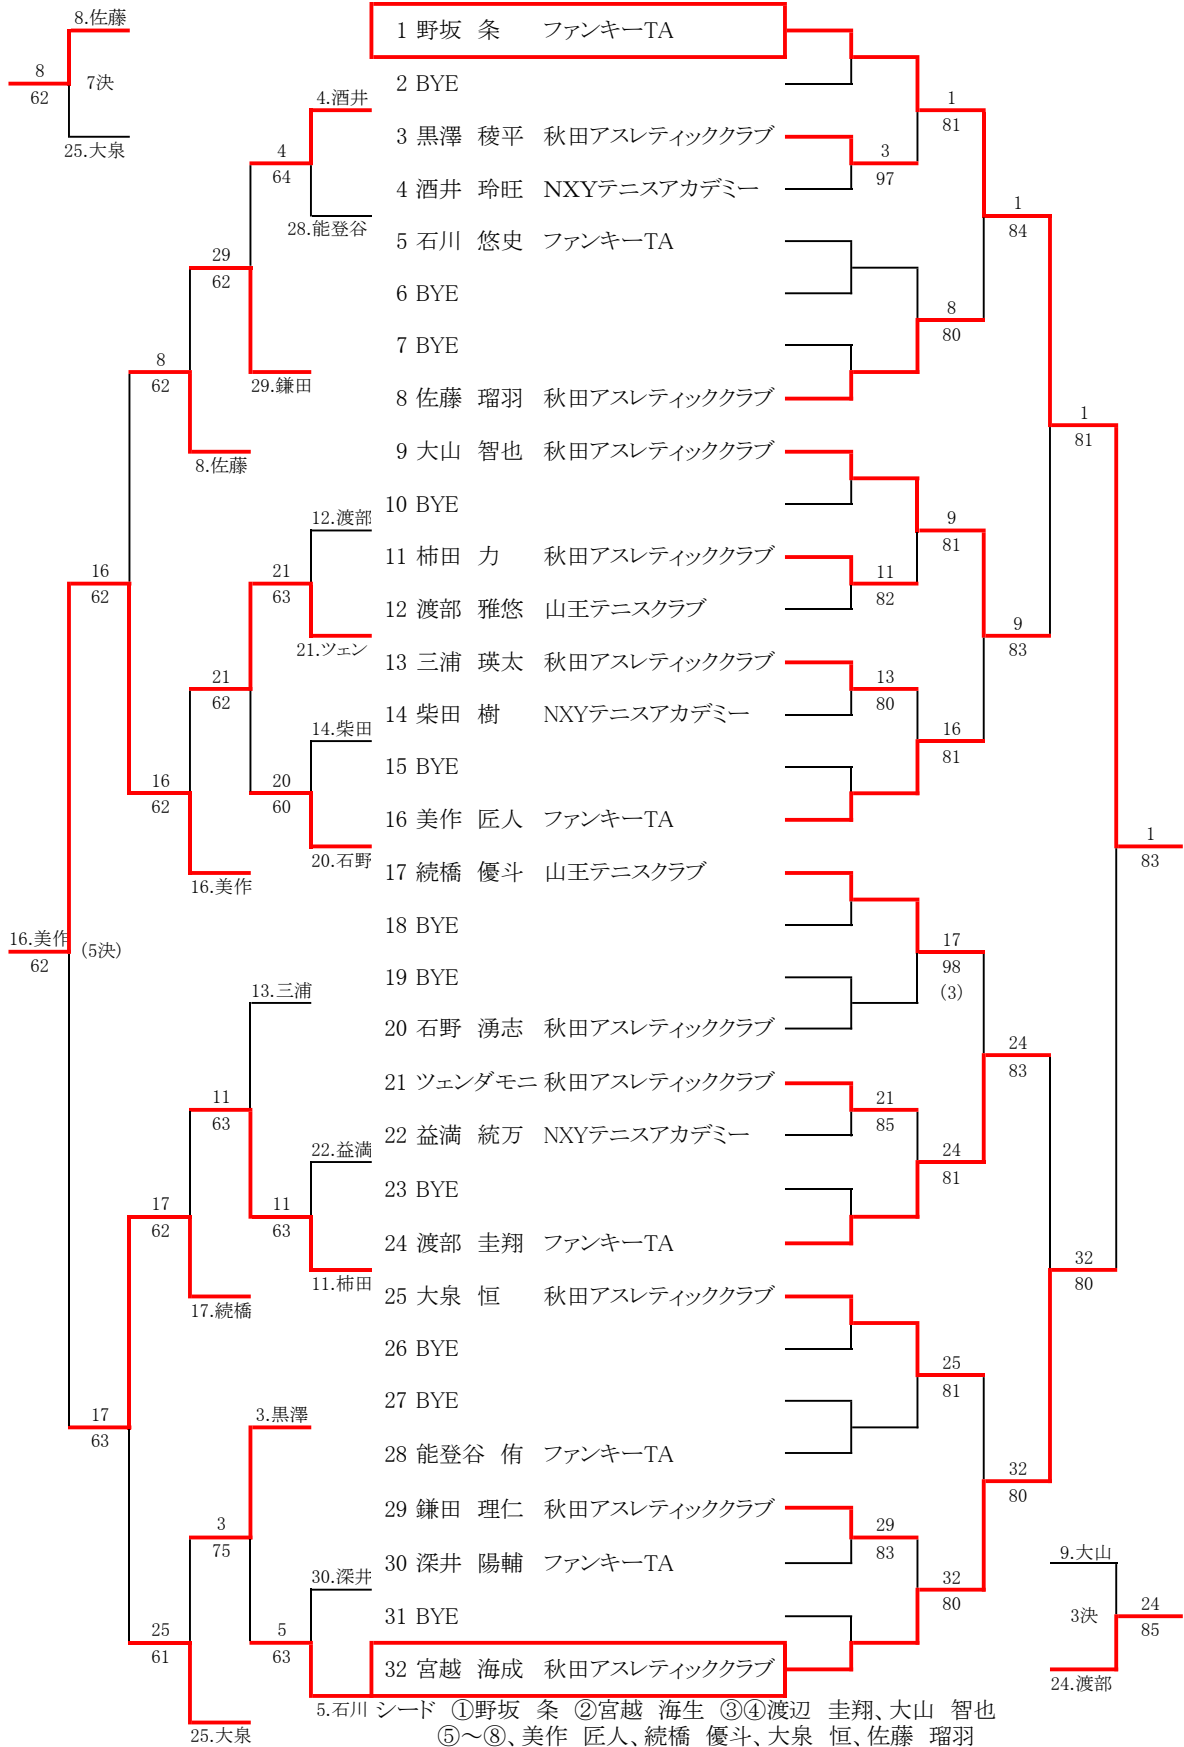 8.佐藤
8
62
7決
25.大泉
4.酒井
4
64
28.能登谷
29
62
29.鎌田
8
62
8.佐藤
16
62
12.渡部
21
63
21.ツェン
21
62
14.柴田
20
60
20.石野
16
62
16.美作
16.美作
62
(5決)
13.三浦
11
63
22.益満
11
63
11.柿田
17
62
17.続橋
17
63
3.黒澤
3
75
30.深井
5
63
5.石川
25
61
25.大泉
1 野坂 条 ファンキーTA
2 BYE
3 黒澤 稜平 秋田アスレティッククラブ
4 酒井 玲旺 NXYテニスアカデミー
5 石川 悠史 ファンキーTA
6 BYE
7 BYE
8 佐藤 瑠羽 秋田アスレティッククラブ
9 大山 智也 秋田アスレティッククラブ
10 BYE
11 柿田 力 秋田アスレティッククラブ
12 渡部 雅悠 山王テニスクラブ
13 三浦 瑛太 秋田アスレティッククラブ
14 柴田 樹 NXYテニスアカデミー
15 BYE
16 美作 匠人 ファンキーTA
17 続橋 優斗 山王テニスクラブ
18 BYE
19 BYE
20 石野 湧志 秋田アスレティッククラブ
21 ツェンダモニ 秋田アスレティッククラブ
22 益満 統万 NXYテニスアカデミー
23 BYE
24 渡部 圭翔 ファンキーTA
25 大泉 恒 秋田アスレティッククラブ
26 BYE
27 BYE
28 能登谷 侑 ファンキーTA
29 鎌田 理仁 秋田アスレティッククラブ
30 深井 陽輔 ファンキーTA
31 BYE
32 宮越 海成 秋田アスレティッククラブ
3
97
11
82
13
80
21
85
29
83
1
81
8
80
9
81
16
81
17
98
(3)
24
81
25
81
32
80
1
84
9
83
24
83
32
80
1
81
32
80
1
83
9.大山
3決
24
85
24.渡部
シード ①野坂 条 ②宮越 海生 ③④渡辺 圭翔、大山 智也
⑤～⑧、美作 匠人、続橋 優斗、大泉 恒、佐藤 瑠羽